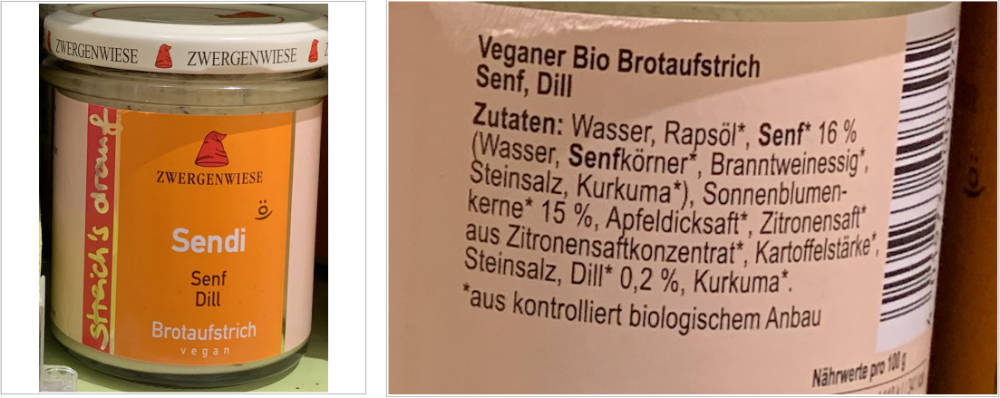 ZWERGENWIESE
ZWERGENWIESE
streich's drauf
ZWERGENWIESE
Sendi
Senf
Dill
Brotaufstrich
vegan
Veganer Bio Brotaufstrich
Senf, Dill
Zutaten: Wasser, Rapsöl*, Senf* 16 %
(Wasser, Senfkörner*, Branntweinessig*,
Steinsalz, Kurkuma*), Sonnenblumen-
kerne* 15 %, Apfeldicksaft*, Zitronensaft*
aus Zitronensaftkonzentrat*, Kartoffelstärke*,
Steinsalz, Dill* 0,2 %, Kurkuma*.
*aus kontrolliert biologischem Anbau
Nährwerte pro 100 g